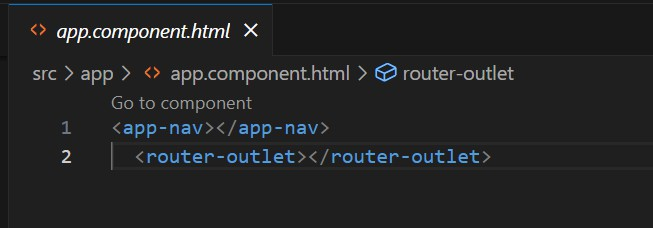 app.component.html
src > app > app.component.html > router-outlet
Go to component
1 <app-nav></app-nav>
2 <router-outlet></router-outlet>